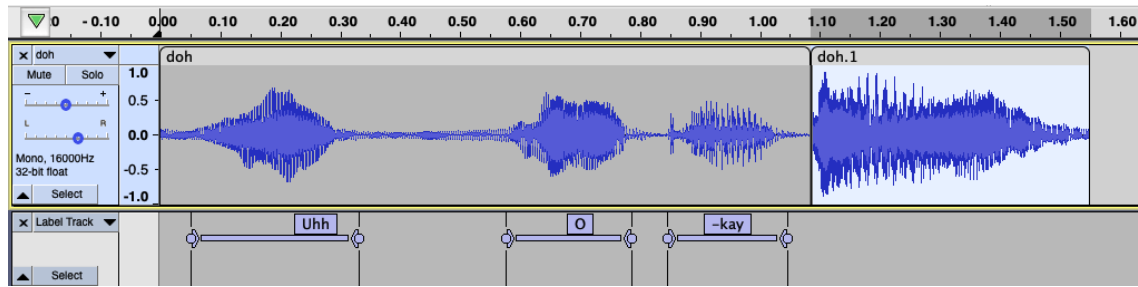 0 - 0.10 0.00 0.10 0.20 0.30 0.40 0.50 0.60 0.70 0.80 0.90 1.00 1.10 1.20 1.30 1.40 1.50 1.60
× doh
doh
doh.1
Mute Solo
- +
L R
Mono, 16000Hz
32-bit float
Select
1.0
0.5
0.0
-0.5
-1.0
× Label Track
Uhh
O
-kay
Select